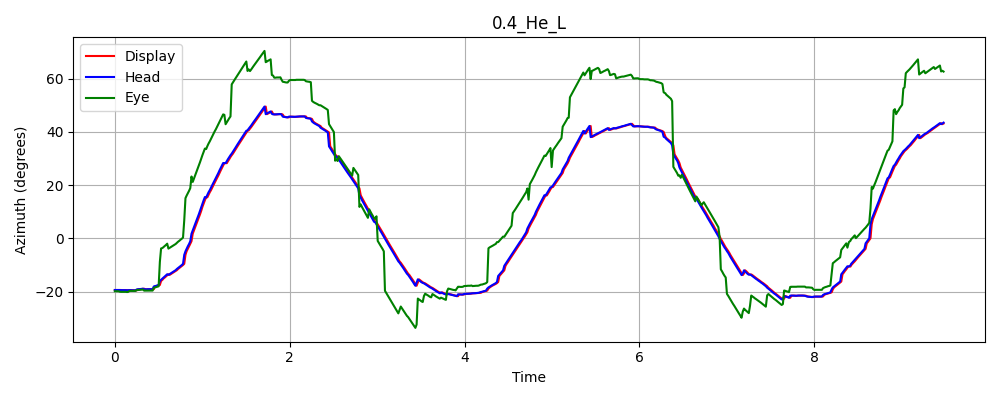 0.4_He_L
Display
Head
Eye
Azimuth (degrees)
60
40
20
0
−20
0 2 4 6 8
Time